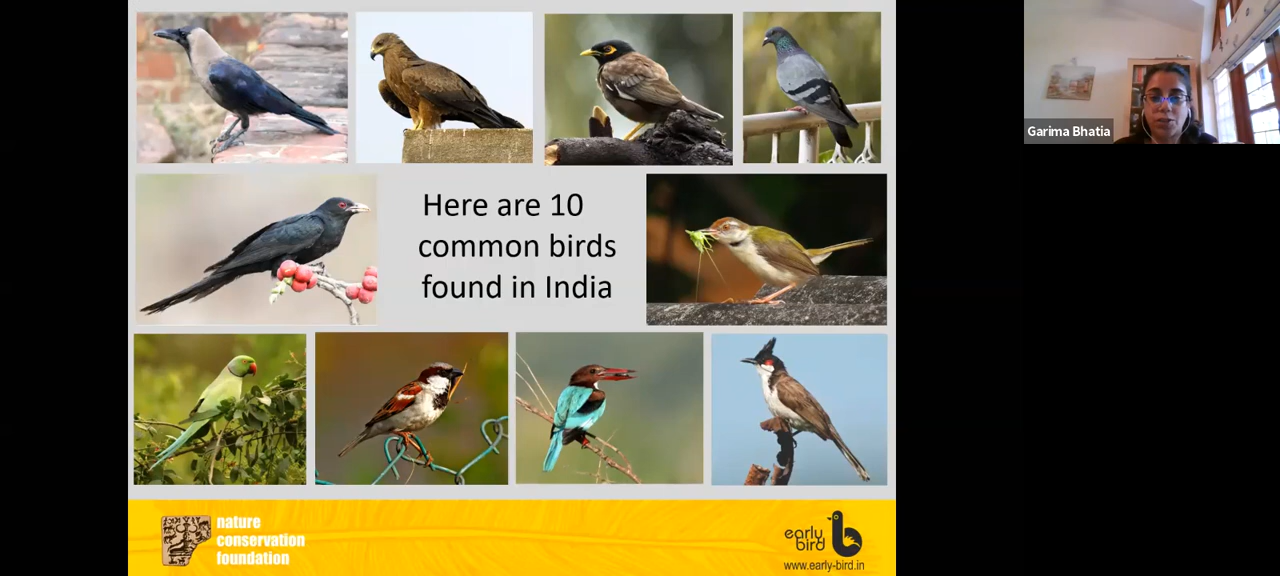 Here are 10
common birds
found in India
Garima Bhatia
nature
conservation
foundation
early
bird
www.early-bird.in